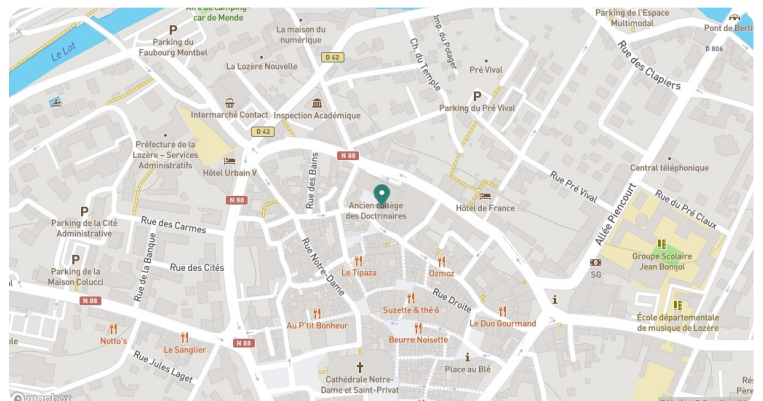 Aire de camping
car de Mende
Parking de l'Espace
Multimodal
La maison du
numérique
Imp. du Potager
Pont de Berlin
Parking du
Faubourg Montbel
Le Lot
D 42
Ch. du Temple
Rue des Clapiers
D 806
La Lozère Nouvelle
Pré Vival
Intermarché Contact
Inspection Académique
Parking du Pré Vival
D 42
Préfecture de la
Lozère – Services
Administratifs
N 88
Hôtel Urbain V
Rue des Bains
Rue Pré Vival
Central téléphonique
N 88
Ancien collège
des Doctrinaires
Hôtel de France
Allée Piencourt
Rue du Pré Claux
Parking de la Cité
Administrative
Rue des Carmes
Rue de la Banque
Rue Notre-Dame
Groupe Scolaire
Jean Bonijol
Parking de la
Maison Colucci
Rue des Cités
Le Tipaza
Ozmoz
SG
N 88
Rue Droite
Suzette & thé ô
École départementale
de musique de Lozère
Notto's
Au P'tit Bonheur
Le Duo Gourmand
Le Sanglier
N 88
Beurre Noisette
Rue Jules Laget
Cathédrale Notre-
Dame et Saint-Privat
Place au Blé
mapbox